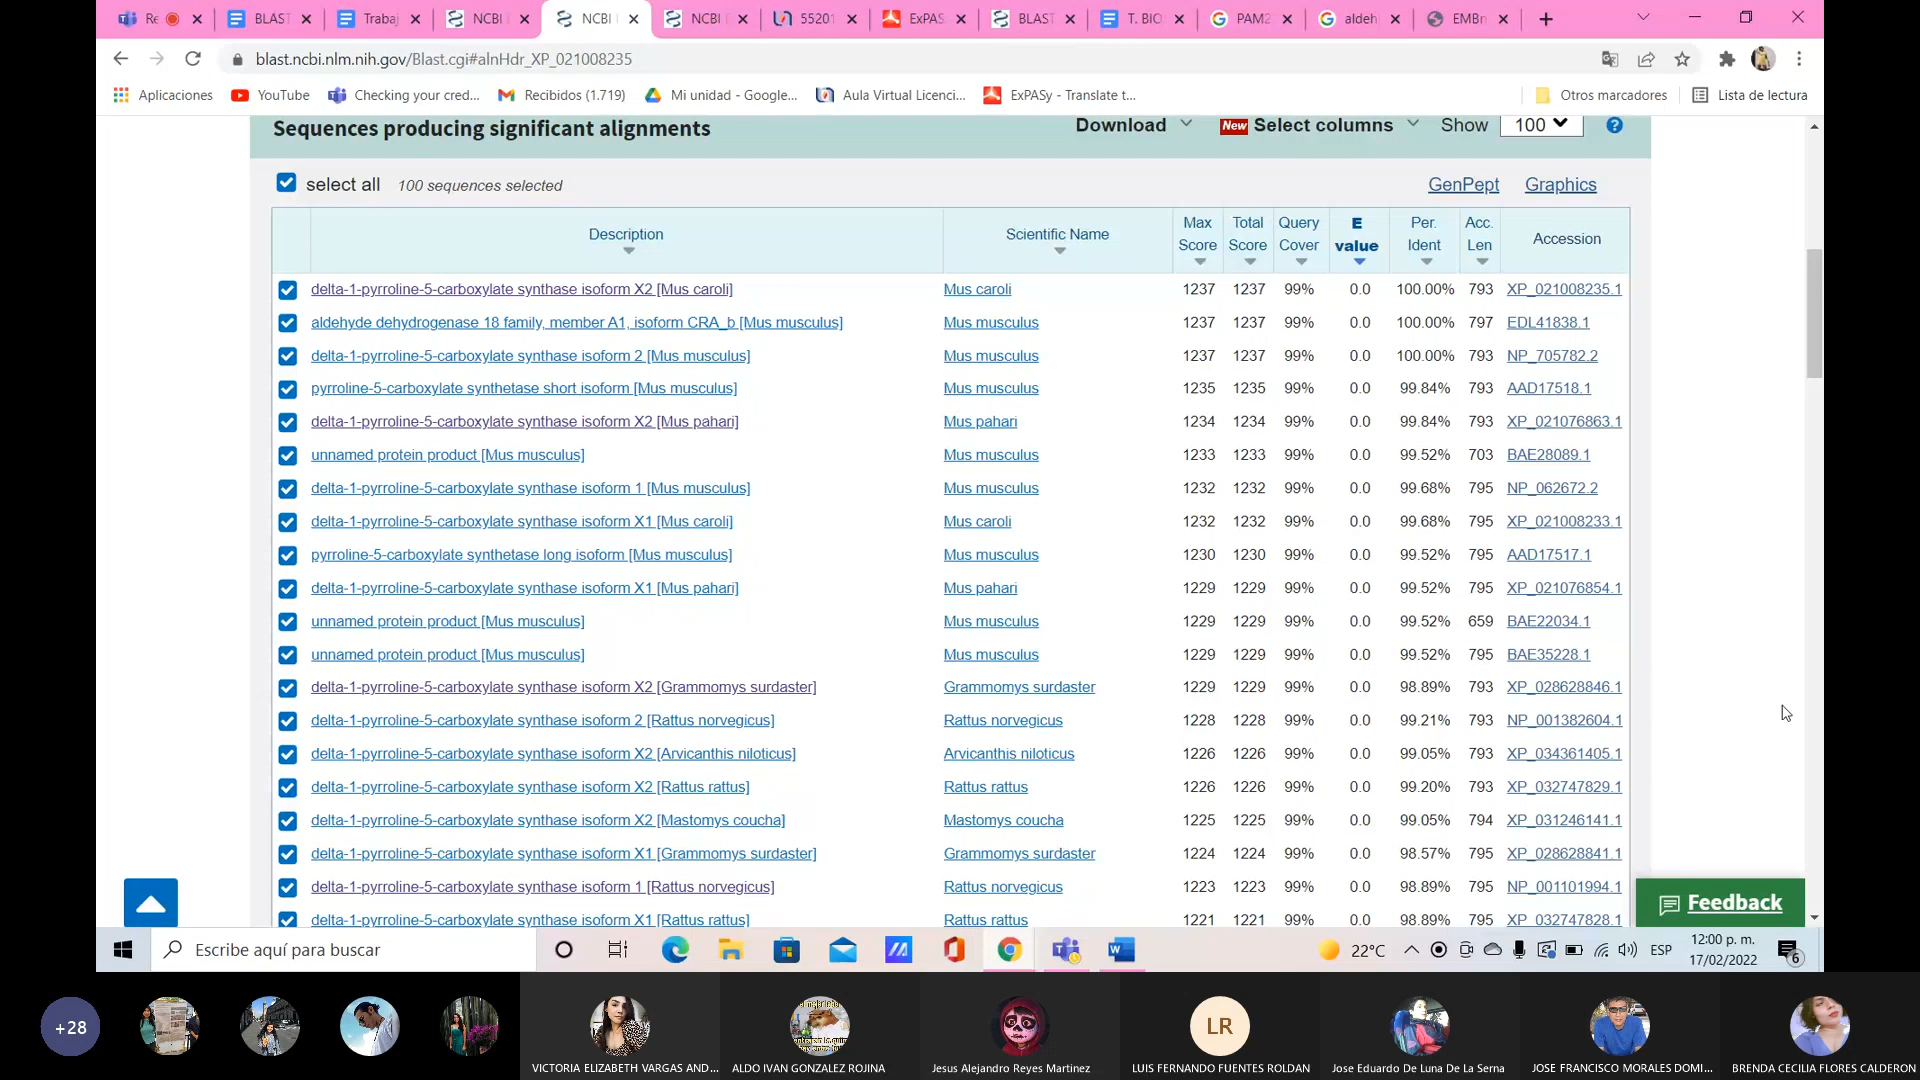 Re
BLAST
Trabaj
NCBI
NCBI
NCBI
55201
ExPAS
BLAST
T. BIO
PAM2
aldeh
EMBn
blast.ncbi.nlm.nih.gov/Blast.cgi#alnHdr_XP_021008235
Aplicaciones
YouTube
Checking your cred...
Recibidos (1.719)
Mi unidad - Google...
Aula Virtual Licenci...
ExPASy - Translate t...
Otros marcadores
Lista de lectura
Sequences producing significant alignments
Download
New Select columns
Show 100
select all 100 sequences selected
GenPept Graphics
Description Scientific Name Max Score Total Score Query Cover E value Per. Ident Acc. Len Accession
delta-1-pyrroline-5-carboxylate synthase isoform X2 [Mus caroli] Mus caroli 1237 1237 99% 0.0 100.00% 793 XP_021008235.1
aldehyde dehydrogenase 18 family, member A1, isoform CRA_b [Mus musculus] Mus musculus 1237 1237 99% 0.0 100.00% 797 EDL41838.1
delta-1-pyrroline-5-carboxylate synthase isoform 2 [Mus musculus] Mus musculus 1237 1237 99% 0.0 100.00% 793 NP_705782.2
pyrroline-5-carboxylate synthetase short isoform [Mus musculus] Mus musculus 1235 1235 99% 0.0 99.84% 793 AAD17518.1
delta-1-pyrroline-5-carboxylate synthase isoform X2 [Mus pahari] Mus pahari 1234 1234 99% 0.0 99.84% 793 XP_021076863.1
unnamed protein product [Mus musculus] Mus musculus 1233 1233 99% 0.0 99.52% 703 BAE28089.1
delta-1-pyrroline-5-carboxylate synthase isoform 1 [Mus musculus] Mus musculus 1232 1232 99% 0.0 99.68% 795 NP_062672.2
delta-1-pyrroline-5-carboxylate synthase isoform X1 [Mus caroli] Mus caroli 1232 1232 99% 0.0 99.68% 795 XP_021008233.1
pyrroline-5-carboxylate synthetase long isoform [Mus musculus] Mus musculus 1230 1230 99% 0.0 99.52% 795 AAD17517.1
delta-1-pyrroline-5-carboxylate synthase isoform X1 [Mus pahari] Mus pahari 1229 1229 99% 0.0 99.52% 795 XP_021076854.1
unnamed protein product [Mus musculus] Mus musculus 1229 1229 99% 0.0 99.52% 659 BAE22034.1
unnamed protein product [Mus musculus] Mus musculus 1229 1229 99% 0.0 99.52% 795 BAE35228.1
delta-1-pyrroline-5-carboxylate synthase isoform X2 [Grammomys surdaster] Grammomys surdaster 1229 1229 99% 0.0 98.89% 793 XP_028628846.1
delta-1-pyrroline-5-carboxylate synthase isoform 2 [Rattus norvegicus] Rattus norvegicus 1228 1228 99% 0.0 99.21% 793 NP_001382604.1
delta-1-pyrroline-5-carboxylate synthase isoform X2 [Arvicanthis niloticus] Arvicanthis niloticus 1226 1226 99% 0.0 99.05% 793 XP_034361405.1
delta-1-pyrroline-5-carboxylate synthase isoform X2 [Rattus rattus] Rattus rattus 1226 1226 99% 0.0 99.20% 793 XP_032747829.1
delta-1-pyrroline-5-carboxylate synthase isoform X2 [Mastomys coucha] Mastomys coucha 1225 1225 99% 0.0 99.05% 794 XP_031246141.1
delta-1-pyrroline-5-carboxylate synthase isoform X1 [Grammomys surdaster] Grammomys surdaster 1224 1224 99% 0.0 98.57% 795 XP_028628841.1
delta-1-pyrroline-5-carboxylate synthase isoform 1 [Rattus norvegicus] Rattus norvegicus 1223 1223 99% 0.0 98.89% 795 NP_001101994.1
delta-1-pyrroline-5-carboxylate synthase isoform X1 [Rattus rattus] Rattus rattus 1221 1221 99% 0.0 98.89% 795 XP_032747828.1
Feedback
Escribe aquí para buscar
22°C
ESP
12:00 p. m.
17/02/2022
6
+28
LR
VICTORIA ELIZABETH VARGAS AND...
ALDO IVAN GONZALEZ ROJINA
Jesus Alejandro Reyes Martinez
LUIS FERNANDO FUENTES ROLDAN
Jose Eduardo De Luna De La Serna
JOSE FRANCISCO MORALES DOMI...
BRENDA CECILIA FLORES CALDERON